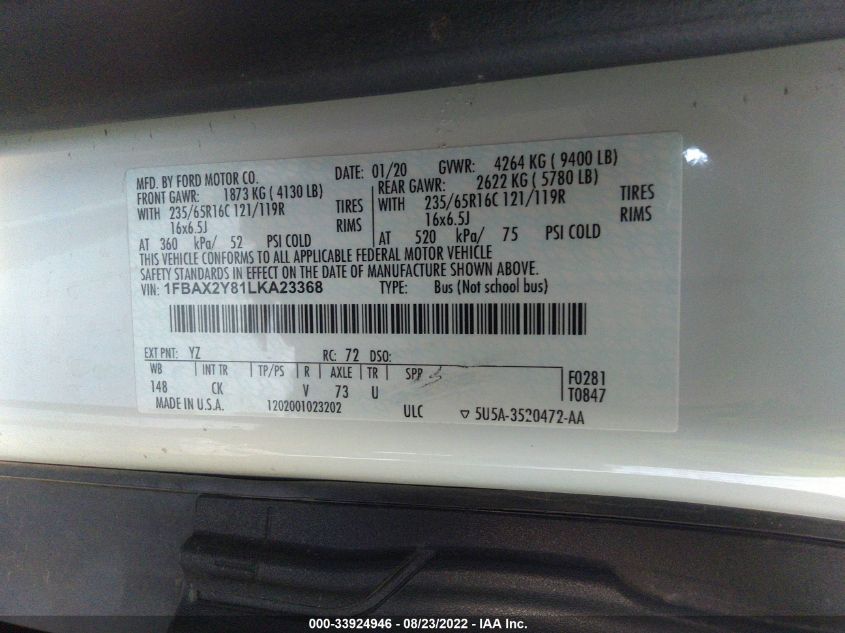 MFD. BY FORD MOTOR CO. DATE: 01/20 GVWR: 4264 KG ( 9400 LB)
FRONT GAWR: 1873 KG ( 4130 LB) REAR GAWR: 2622 KG ( 5780 LB)
WITH 235/65R16C 121/119R TIRES WITH 235/65R16C 121/119R TIRES
16x6.5J RIMS 16x6.5J RIMS
AT 360 kPa/ 52 PSI COLD AT 520 kPa/ 75 PSI COLD
THIS VEHICLE CONFORMS TO ALL APPLICABLE FEDERAL MOTOR VEHICLE
SAFETY STANDARDS IN EFFECT ON THE DATE OF MANUFACTURE SHOWN ABOVE.
VIN: 1FBAX2Y81LKA23368 TYPE: Bus (Not school bus)
EXT PNT: YZ RC: 72 DSO:
WB INT TR TP/PS R AXLE TR SPR F0281
148 CK V 73 U T0847
MADE IN U.S.A. 1202001023202 ULC ▽ 5U5A-3520472-AA
000-33924946 - 08/23/2022 - IAA Inc.